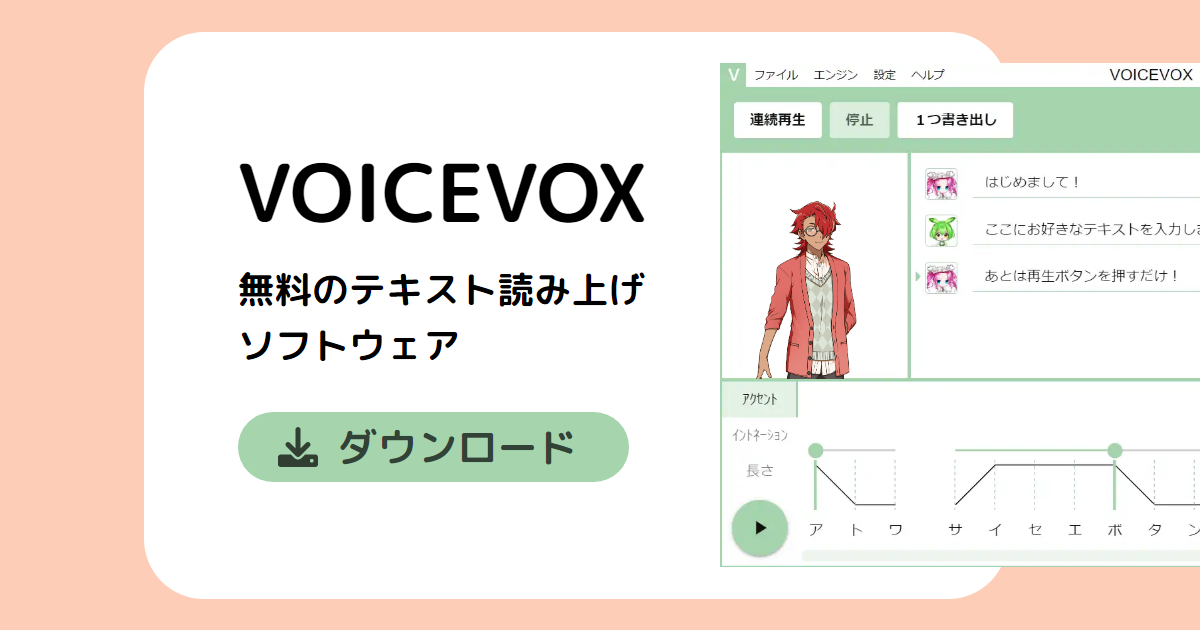 VOICEVOX
無料のテキスト読み上げ
ソフトウェア
ダウンロード
V ファイル エンジン 設定 ヘルプ VOICEVOX
連続再生 停止 1つ書き出し
はじめまして！
ここにお好きなテキストを入力しま
あとは再生ボタンを押すだけ！
アクセント
イントネーション
長さ
ア ト ワ サ イ セ エ ボ タ ン